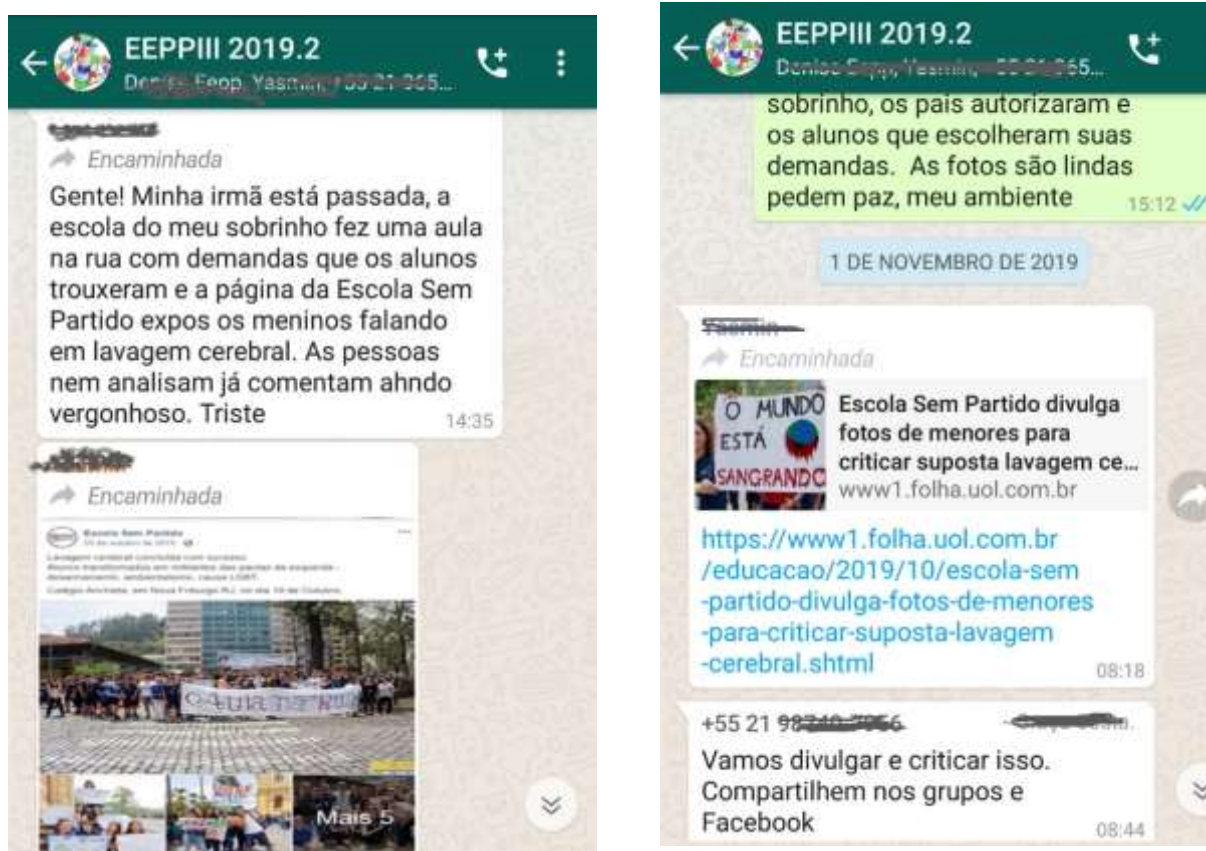 EEPPIII 2019.2
Encaminhada
Gente! Minha irmã está passada, a
escola do meu sobrinho fez uma aula
na rua com demandas que os alunos
trouxeram e a página da Escola Sem
Partido expos os meninos falando
em lavagem cerebral. As pessoas
nem analisam já comentam ahndo
vergonhoso. Triste
14:35
Encaminhada
Escola Sem Partido
Lavagem cerebral concluída com sucesso.
Mais 5
EEPPIII 2019.2
sobrinho, os pais autorizaram e
os alunos que escolheram suas
demandas. As fotos são lindas
pedem paz, meu ambiente
15:12
1 DE NOVEMBRO DE 2019
Encaminhada
O MUNDO
ESTÁ
SANGRANDO
Escola Sem Partido divulga
fotos de menores para
criticar suposta lavagem ce...
www1.folha.uol.com.br
https://www1.folha.uol.com.br
/educacao/2019/10/escola-sem
-partido-divulga-fotos-de-menores
-para-criticar-suposta-lavagem
-cerebral.shtml
08:18
+55 21
Vamos divulgar e criticar isso.
Compartilhem nos grupos e
Facebook
08:44